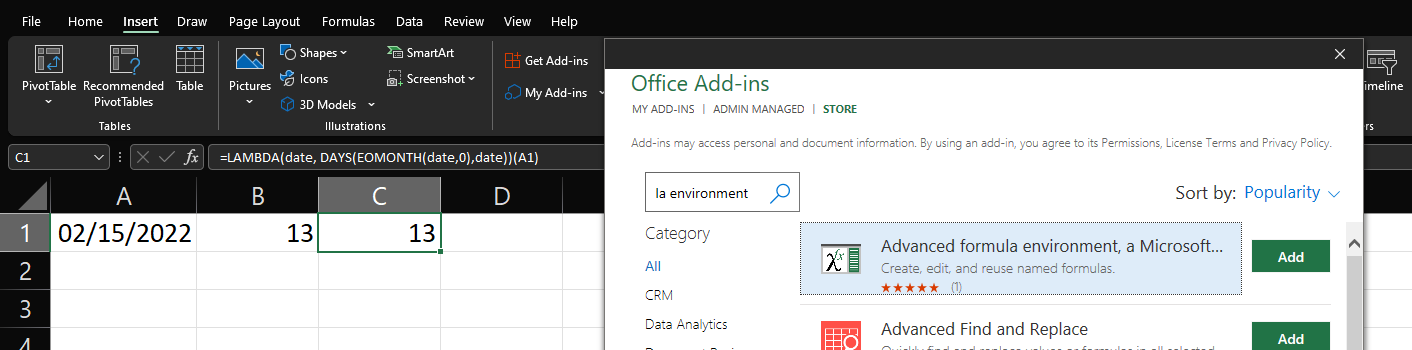 File Home Insert Draw Page Layout Formulas Data Review View Help
PivotTable Recommended PivotTables Table
Tables
Pictures Shapes Icons 3D Models SmartArt Screenshot
Illustrations
Get Add-ins
My Add-ins
Office Add-ins
MY ADD-INS | ADMIN MANAGED | STORE
Add-ins may access personal and document information. By using an add-in, you agree to its Permissions, License Terms and Privacy Policy.
la environment
Sort by: Popularity
Category
All
CRM
Data Analytics
Advanced formula environment, a Microsoft...
Create, edit, and reuse named formulas.
(1)
Add
Advanced Find and Replace
Add
C1 fx =LAMBDA(date, DAYS(EOMONTH(date,0),date))(A1)
A B C D
1 02/15/2022 13 13
2
3